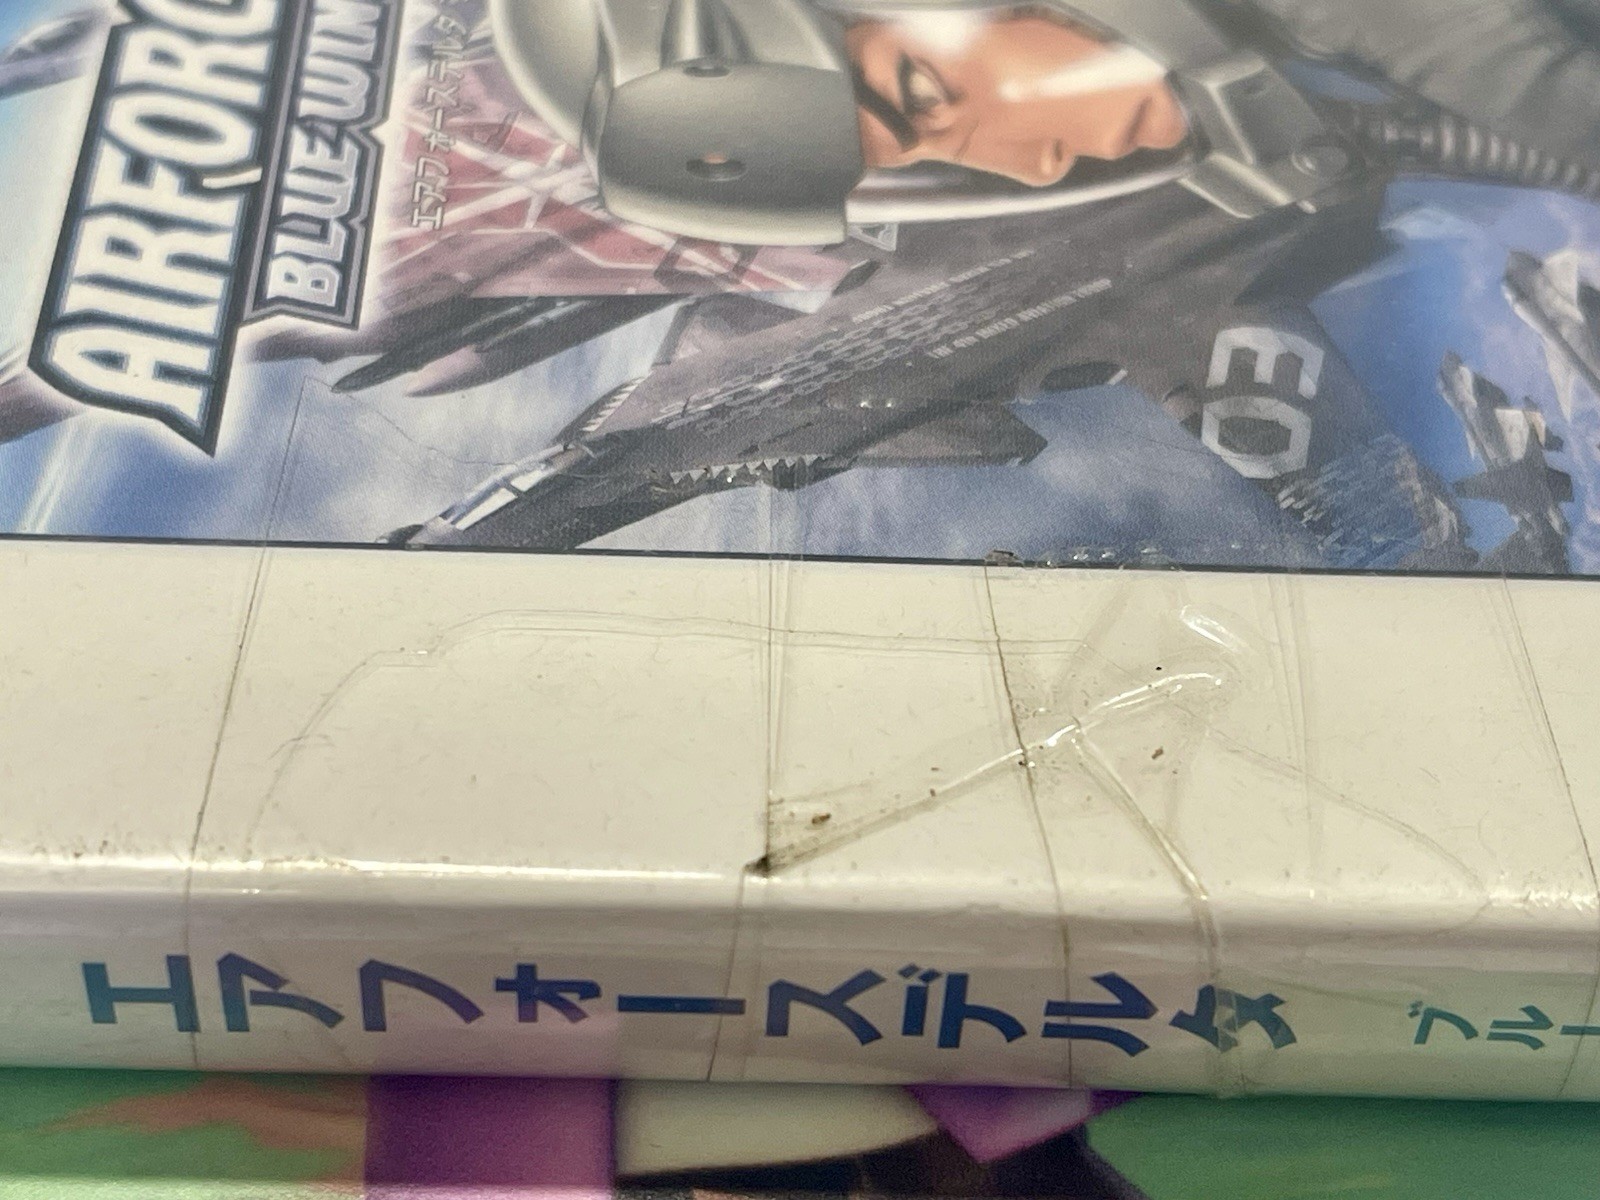 AIRFORC
BLUE WIN
エアフォースデルタ
03
エアフォースデルタ ブルー